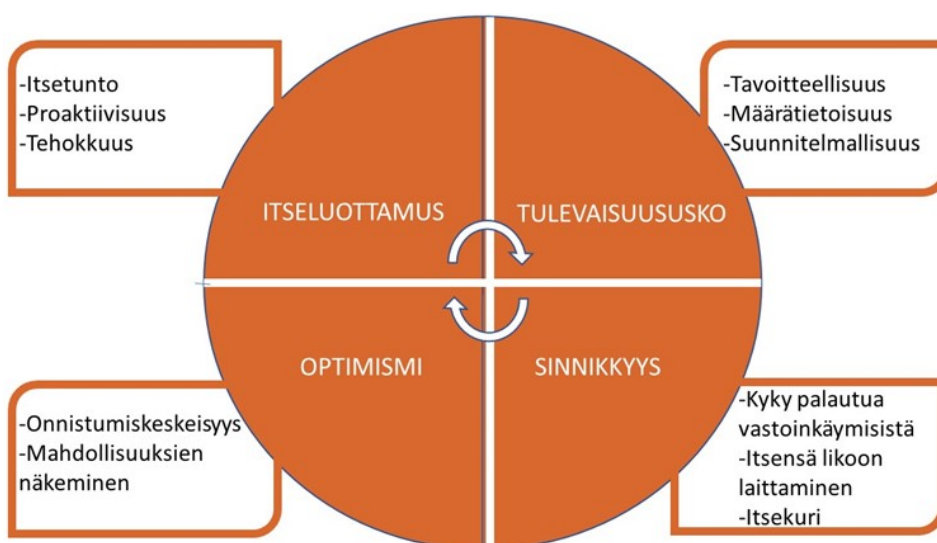 -Itsetunto
-Proaktiivisuus
-Tehokkuus
-Tavoitteellisuus
-Määrätietoisuus
-Suunnitelmallisuus
ITSELUOTTAMUS
TULEVAISUUSUSKO
OPTIMISMI
SINNIKKYYS
-Onnistumiskeskeisyys
-Mahdollisuuksien
näkeminen
-Kyky palautua
vastoinkäymisistä
-Itsensä likoon
laittaminen
-Itsekuri